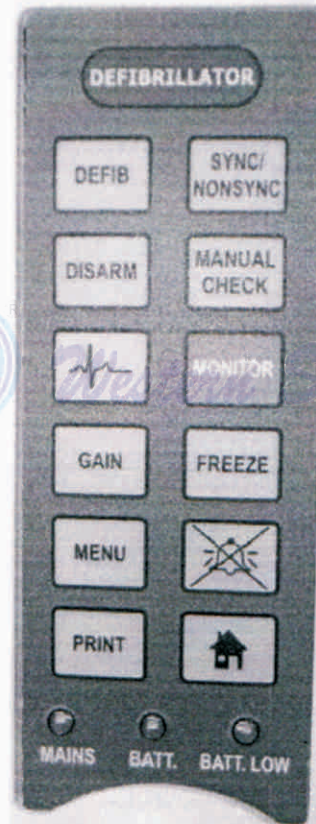 DEFIBRILLATOR
DEFIB
SYNC/
NONSYNC
DISARM
MANUAL
CHECK
MONITOR
GAIN
FREEZE
MENU
PRINT
MAINS
BATT.
BATT. LOW